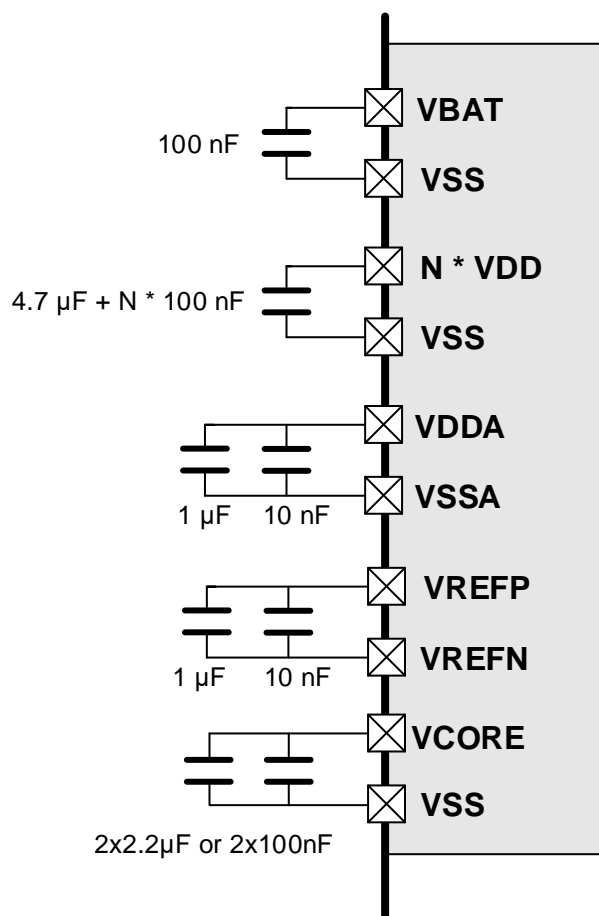 VBAT
100 nF
VSS
N * VDD
4.7 µF + N * 100 nF
VSS
VDDA
VSSA
1 µF 10 nF
VREFP
VREFN
1 µF 10 nF
VCORE
VSS
2x2.2µF or 2x100nF